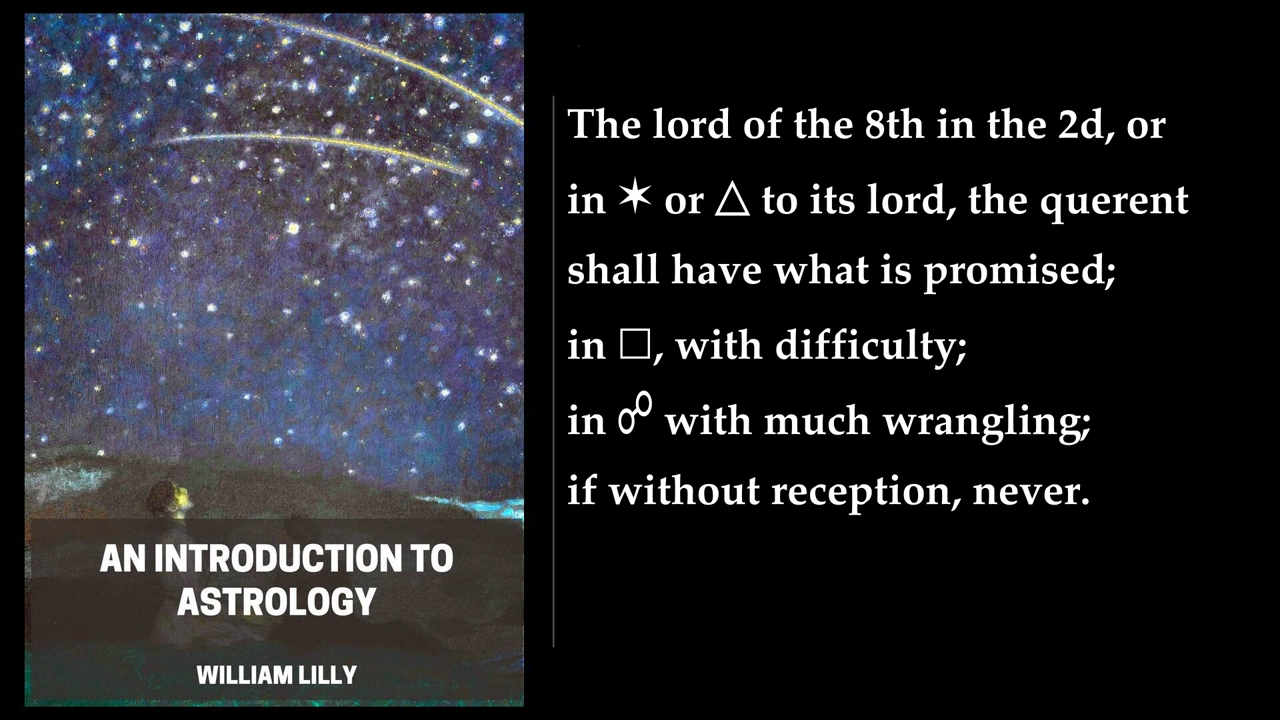 AN INTRODUCTION TO
ASTROLOGY
WILLIAM LILLY
The lord of the 8th in the 2d, or
in ✶ or △ to its lord, the querent
shall have what is promised;
in □, with difficulty;
in ☍ with much wrangling;
if without reception, never.